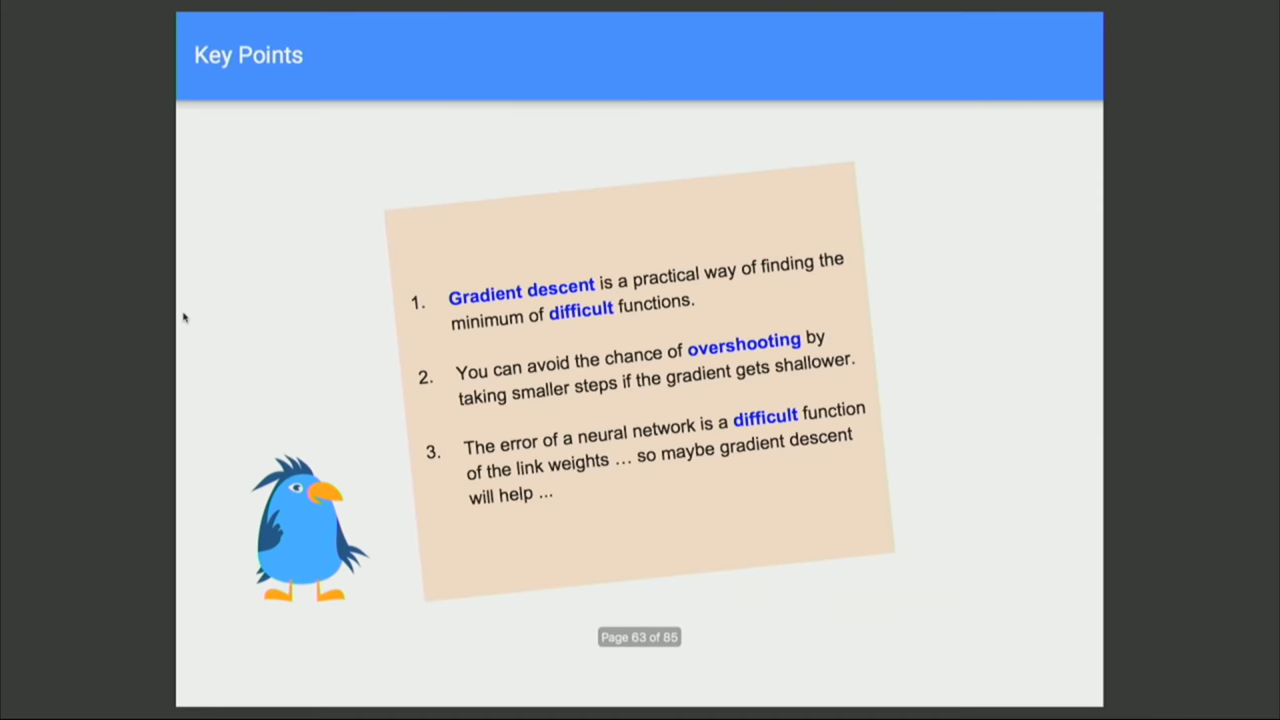 Key Points
1. Gradient descent is a practical way of finding the
minimum of difficult functions.
2. You can avoid the chance of overshooting by
taking smaller steps if the gradient gets shallower.
3. The error of a neural network is a difficult function
of the link weights ... so maybe gradient descent
will help ...
Page 63 of 85